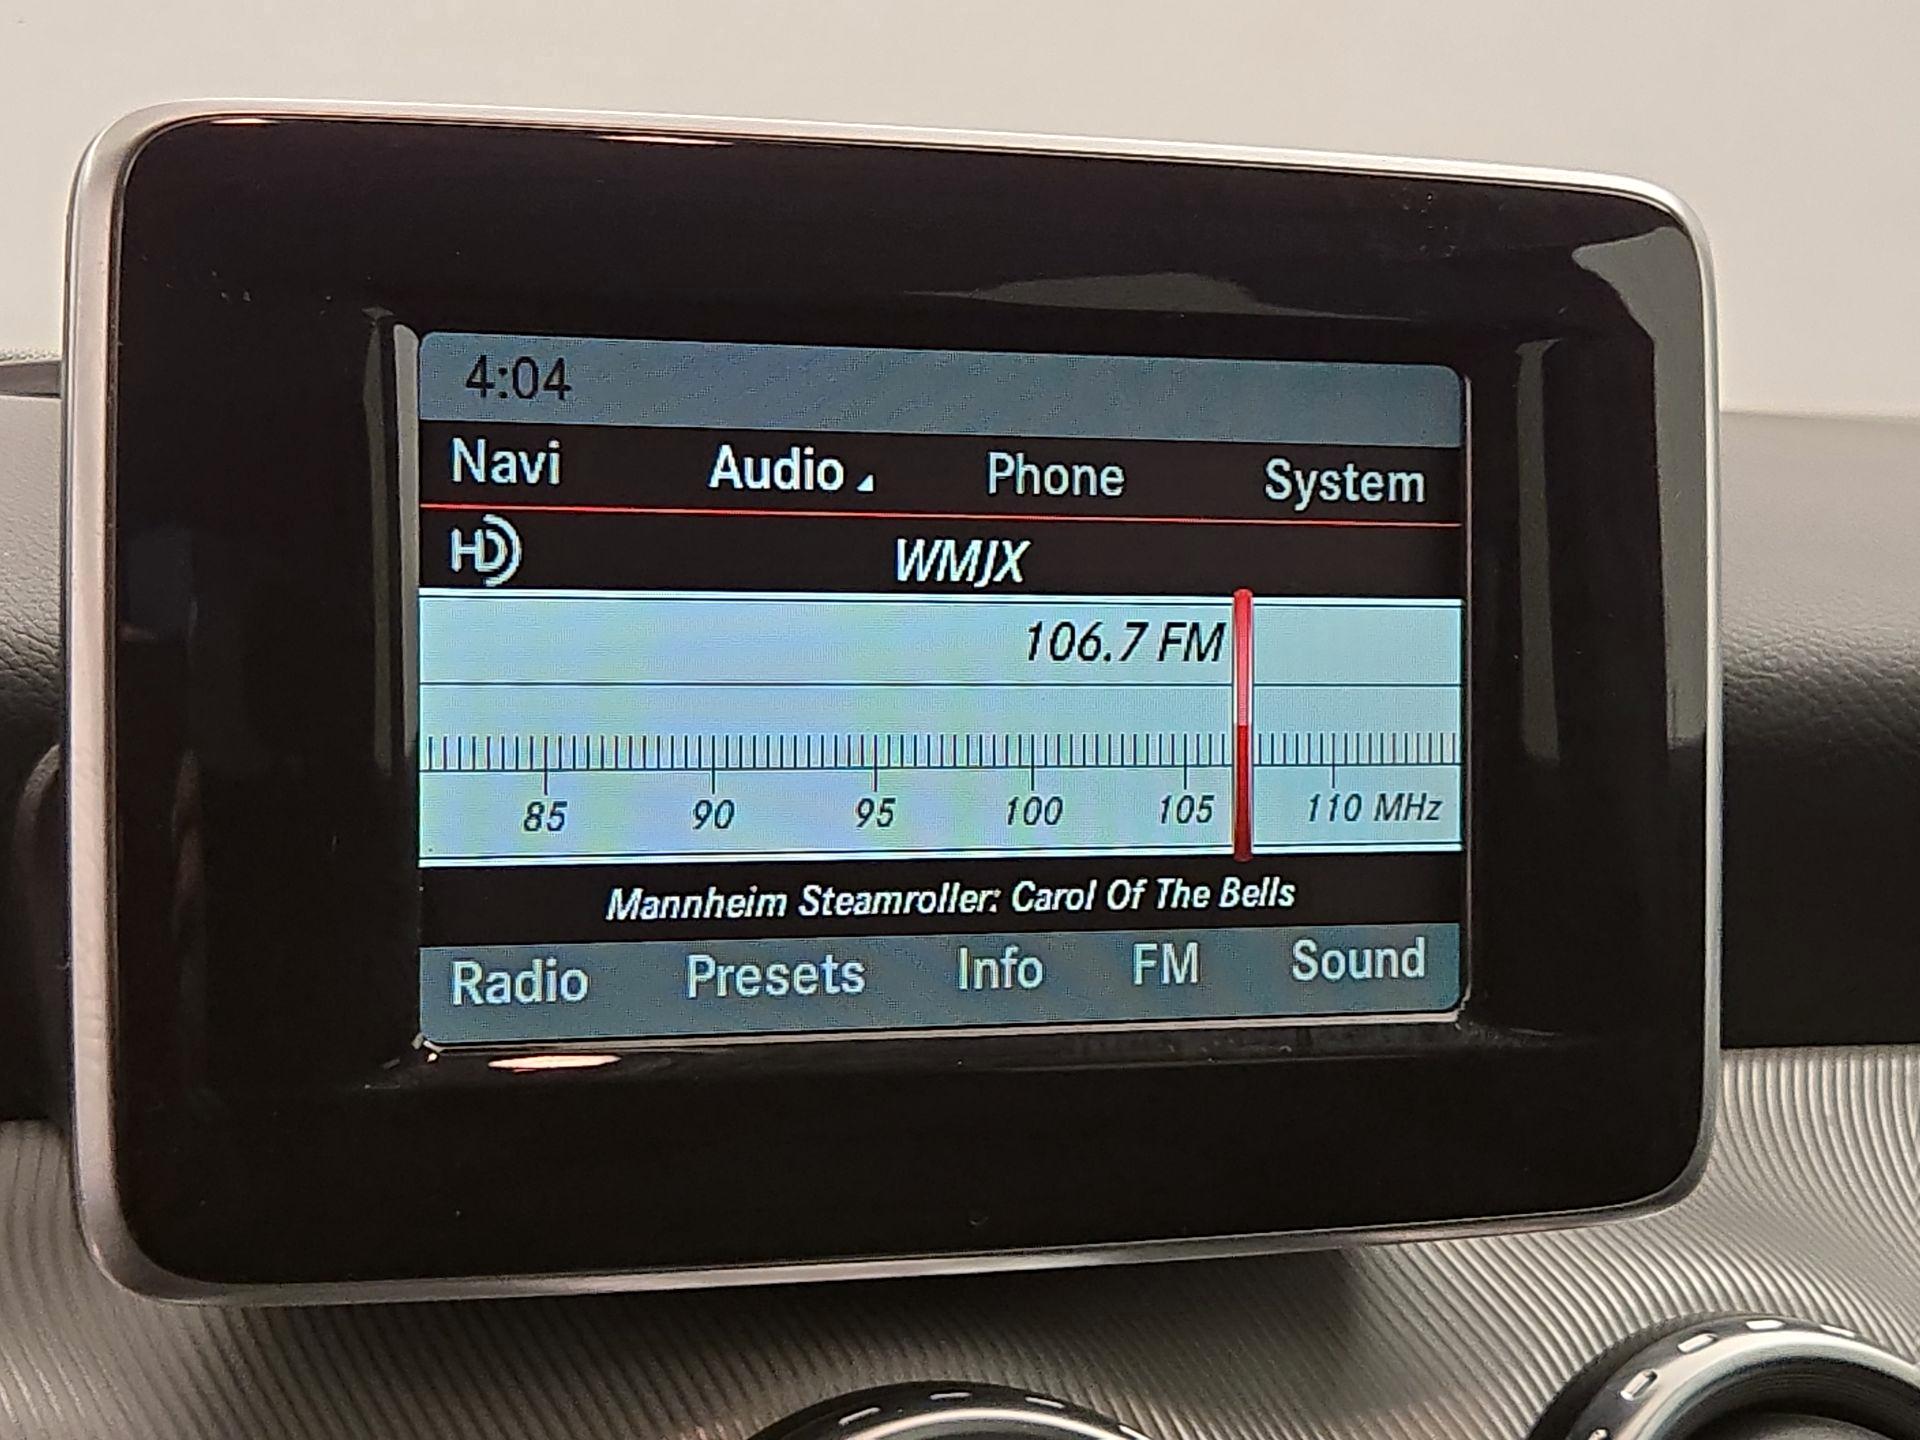 4:04
Navi Audio Phone System
HD WMJX
106.7 FM
85 90 95 100 105 110 MHz
Mannheim Steamroller: Carol Of The Bells
Radio Presets Info FM Sound